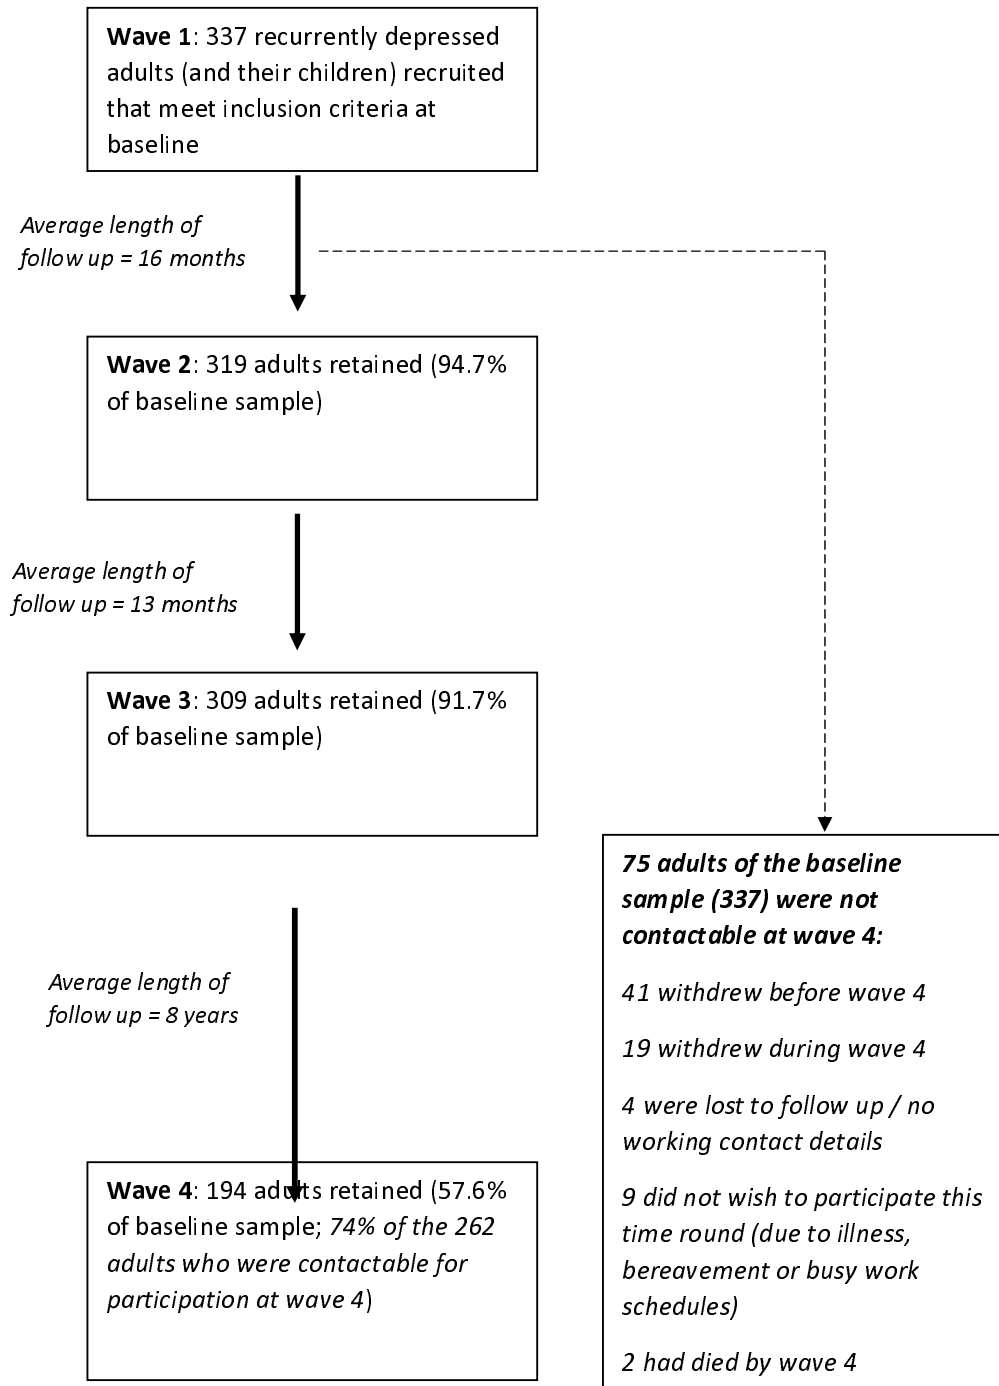 Wave 1: 337 recurrently depressed
adults (and their children) recruited
that meet inclusion criteria at
baseline
Average length of
follow up = 16 months
Wave 2: 319 adults retained (94.7%
of baseline sample)
Average length of
follow up = 13 months
Wave 3: 309 adults retained (91.7%
of baseline sample)
Average length of
follow up = 8 years
Wave 4: 194 adults retained (57.6%
of baseline sample; 74% of the 262
adults who were contactable for
participation at wave 4)
75 adults of the baseline
sample (337) were not
contactable at wave 4:
41 withdrew before wave 4
19 withdrew during wave 4
4 were lost to follow up / no
working contact details
9 did not wish to participate this
time round (due to illness,
bereavement or busy work
schedules)
2 had died by wave 4